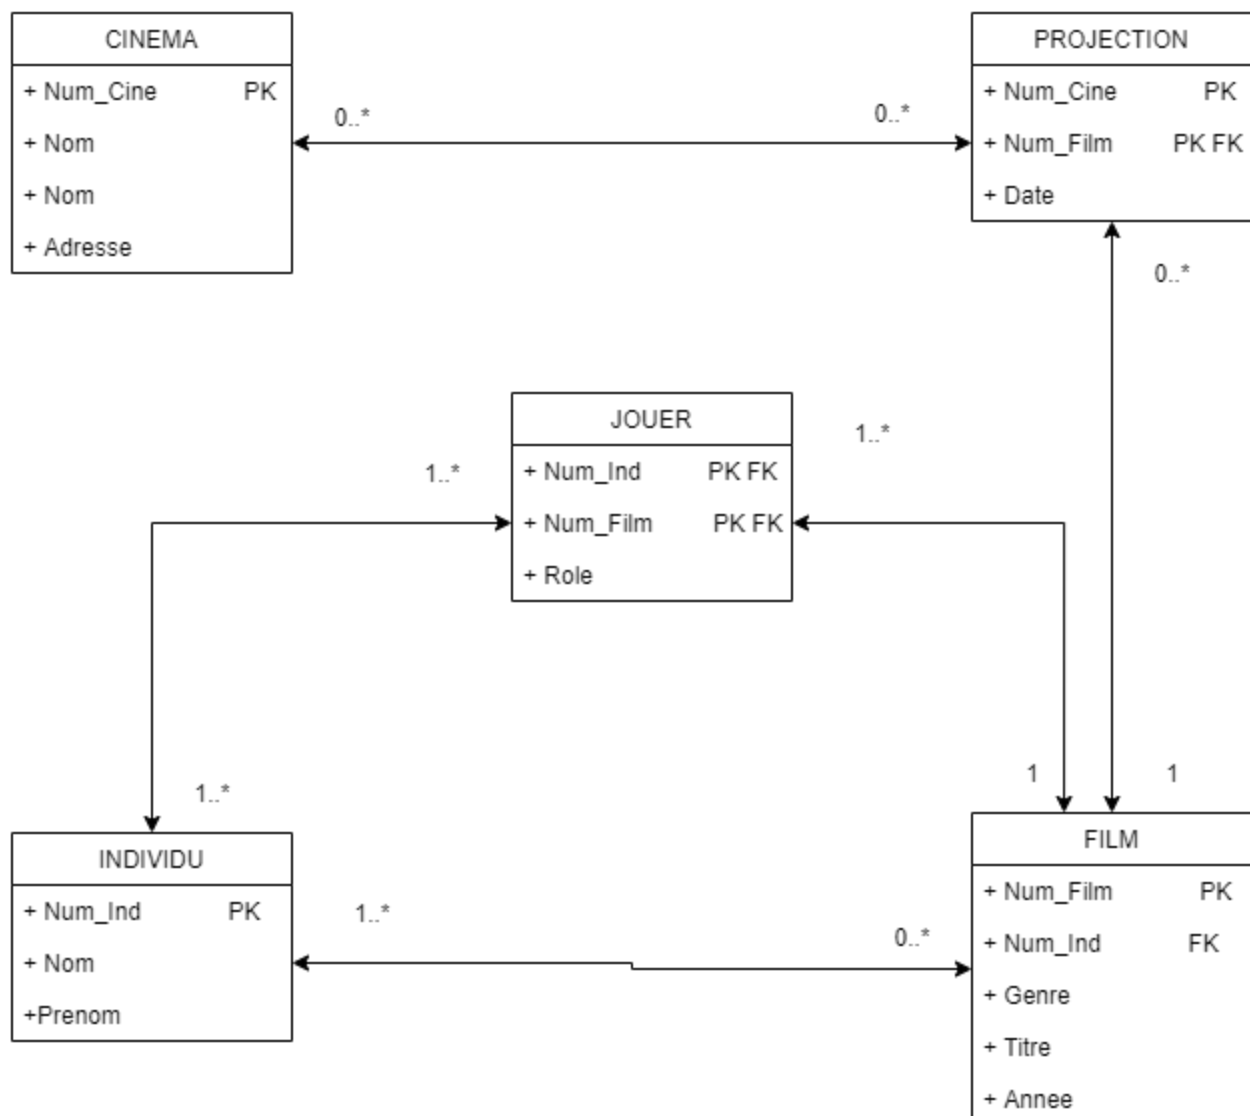 CINEMA
+ Num_Cine PK
+ Nom
+ Nom
+ Adresse
0..*
0..*
PROJECTION
+ Num_Cine PK
+ Num_Film PK FK
+ Date
0..*
JOUER
+ Num_Ind PK FK
+ Num_Film PK FK
+ Role
1..*
1..*
1..*
1
1
INDIVIDU
+ Num_Ind PK
+ Nom
+Prenom
1..*
0..*
FILM
+ Num_Film PK
+ Num_Ind FK
+ Genre
+ Titre
+ Annee